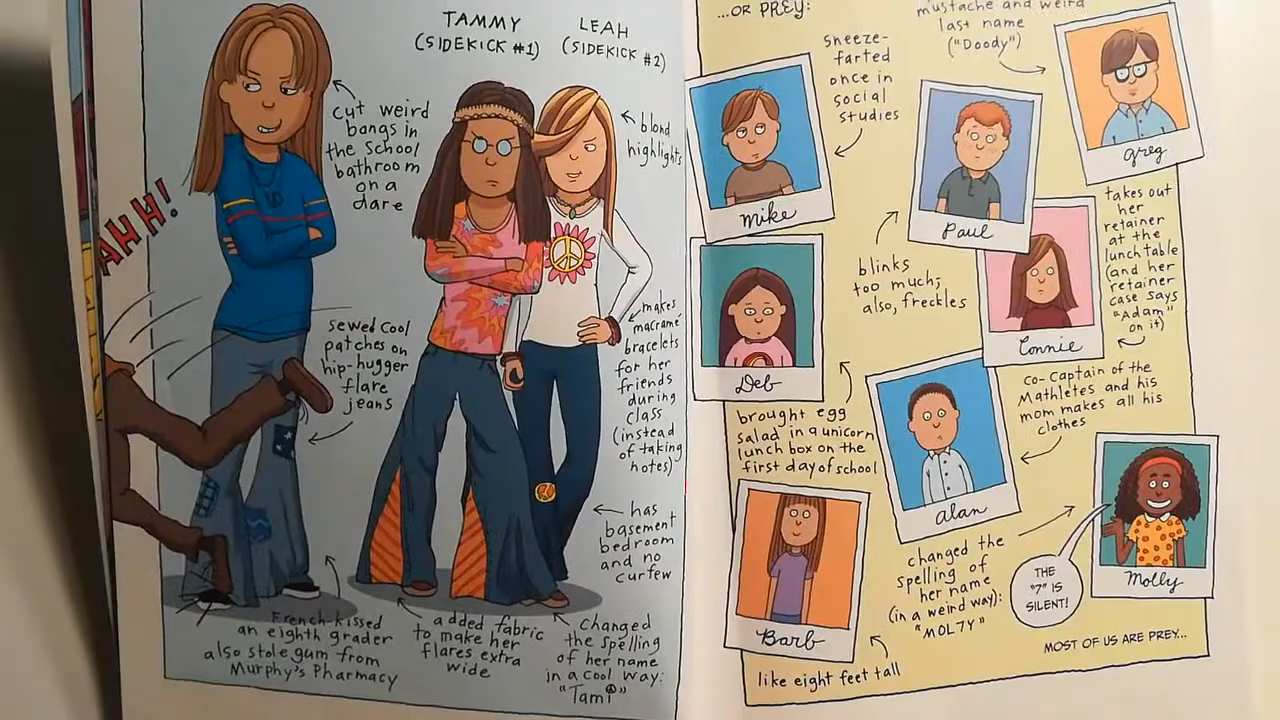 TAMMY
(SIDEKICK #1)
LEAH
(SIDEKICK #2)
cut weird
bangs in
the School
bathroom
on a
dare
blond
highlights
AHH!
sewed cool
patches on
hip-hugger
flare
jeans
makes
macramé
bracelets
for her
friends
during
class
(instead
of taking
notes)
has
basement
bedroom
and no
curfew
French-kissed
an eighth grader
also stole gum from
Murphy's Pharmacy
added fabric
to make her
flares extra
wide
Changed
the spelling
of her name
in a cool way:
"Tami"
...OR PREY:
mustache and weird
last name
("Doody")
Sneeze-
farted
once in
social
studies
Mike
Paul
Greg
blinks
too much;
also, freckles
takes out
her
retainer
at the
lunch table
(and her
retainer
case says
"Adam"
on it)
Connie
Deb
brought egg
salad in a unicorn
lunch box on the
first day of school
co-captain of the
Mathletes and his
mom makes all his
clothes
Alan
Barb
like eight feet tall
changed the
spelling of
her name
(in a weird way):
"MOL7Y"
THE
"7" IS
SILENT!
Molly
MOST OF US ARE PREY...